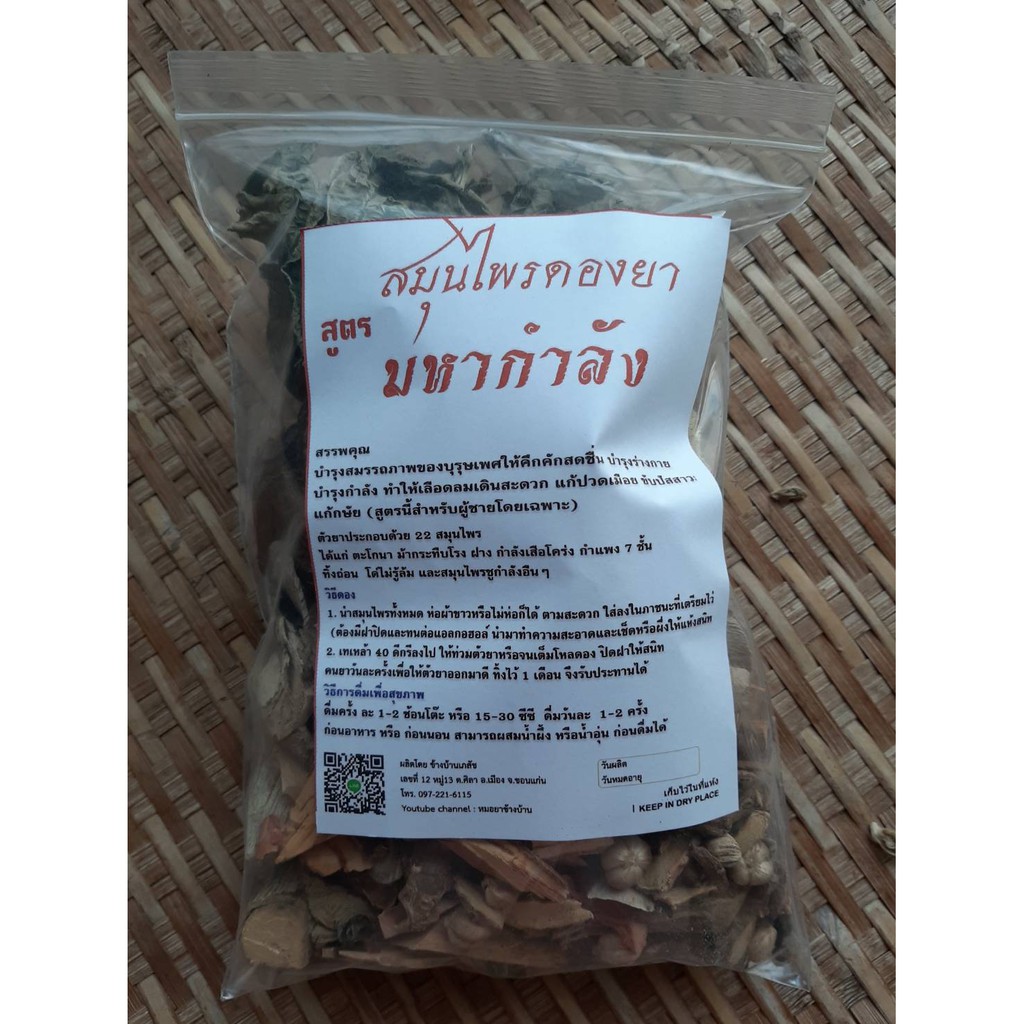 สมุนไพรดองยา
สูตร
มหากำลัง
สรรพคุณ
บำรุงสมรรถภาพของบุรุษเพศให้คึกคักสดชื่น บำรุงร่างกาย
บำรุงกำลัง ทำให้เลือดลมเดินสะดวก แก้ปวดเมื่อย ขับปัสสาวะ
แก้กษัย (สูตรนี้สำหรับผู้ชายโดยเฉพาะ)
ตัวยาประกอบด้วย 22 สมุนไพร
ได้แก่ ตะโกนา ม้ากระทืบโรง ฝาง กำลังเสือโคร่ง กำแพง 7 ชั้น
ทิ้งถ่อน โด่ไม่รู้ล้ม และสมุนไพรชูกำลังอื่น ๆ
วิธีดอง
1. นำสมุนไพรทั้งหมด ห่อผ้าขาวหรือไม่ห่อก็ได้ ตามสะดวก ใส่ลงในภาชนะที่เตรียมไว้
(ต้องมีฝาปิดและทนต่อแอลกอฮอล์ นำมาทำความสะอาดและเช็ดหรือผึ่งให้แห้งสนิท
2. เทเหล้า 40 ดีกรีลงไป ให้ท่วมตัวยาหรือจนเต็มโหลดอง ปิดฝาให้สนิท
คนยาวันละครั้งเพื่อให้ตัวยาออกมาดี ทิ้งไว้ 1 เดือน จึงรับประทานได้
วิธีการดื่มเพื่อสุขภาพ
ดื่มครั้ง ละ 1-2 ช้อนโต๊ะ หรือ 15-30 ซีซี ดื่มวันละ 1-2 ครั้ง
ก่อนอาหาร หรือ ก่อนนอน สามารถผสมน้ำผึ้ง หรือน้ำอุ่น ก่อนดื่มได้
ผลิตโดย ช้างบ้านเภสัช
เลขที่ 12 หมู่13 ต.ศิลา อ.เมือง จ.ขอนแก่น
โทร. 097-221-6115
Youtube channel : หมอยาช้างบ้าน
วันผลิต
วันหมดอายุ
เก็บไว้ในที่แห้ง
KEEP IN DRY PLACE